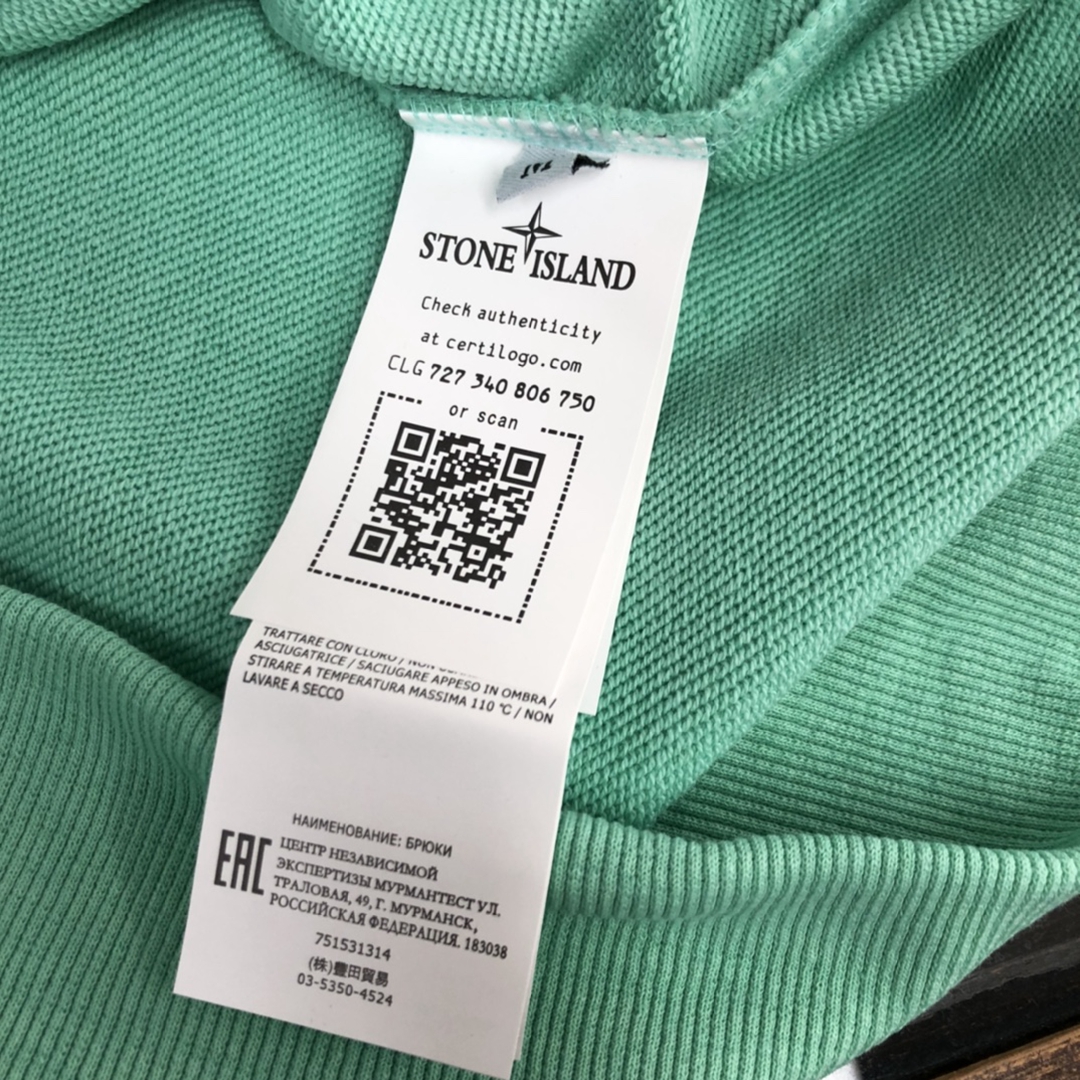 STONE ISLAND
Check authenticity
at certilogo.com
CLG 727 340 806 750
or scan
TRATTARE CON CLORO / NON
ASCIUGATRICE / SACIUGARE APPESO IN OMBRA /
STIRARE A TEMPERATURA MASSIMA 110 °C / NON
LAVARE A SECCO
НАИМЕНОВАНИЕ: БРЮКИ
EAC
ЦЕНТР НЕЗАВИСИМОЙ
ЭКСПЕРТИЗЫ МУРМАНТЕСТ УЛ.
ТРАЛОВАЯ, 49, Г. МУРМАНСК,
РОССИЙСКАЯ ФЕДЕРАЦИЯ. 183038
751531314
(株)豊田貿易
03-5350-4524